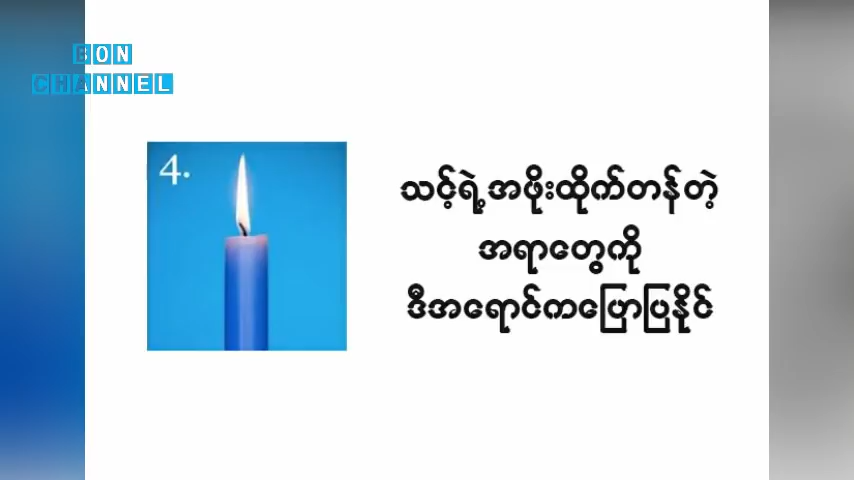 BON
CHANNEL
4.
သင့်ရဲ့အဖိုးထိုက်တန်တဲ့
အရာတွေကို
ဒီအရောင်ကပြောပြနိုင်